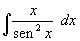 ∫ x / sen² x dx